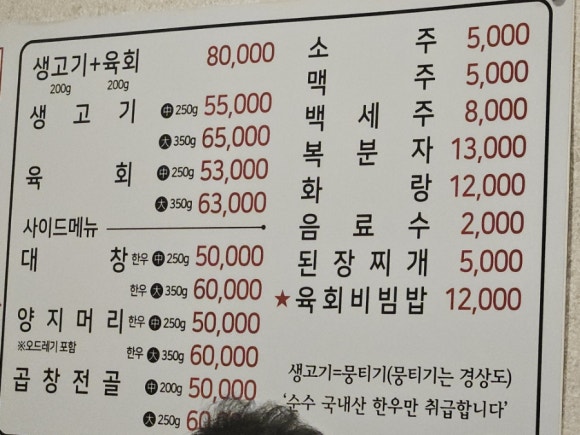 생고기+육회 80,000
200g 200g
생고기 中 250g 55,000
大 350g 65,000
육회 中 250g 53,000
大 350g 63,000
사이드메뉴
대창 한우 中 250g 50,000
한우 大 350g 60,000
양지머리 한우 中 250g 50,000
※오드레기 포함 한우 大 350g 60,000
곱창전골 中 200g 50,000
大 250g
소주 5,000
맥주 5,000
백세주 8,000
복분자 13,000
화랑 12,000
음료수 2,000
된장찌개 5,000
★육회비빔밥 12,000
생고기=뭉티기(뭉티기는 경상도)
'순수 국내산 한우만 취급합니다'